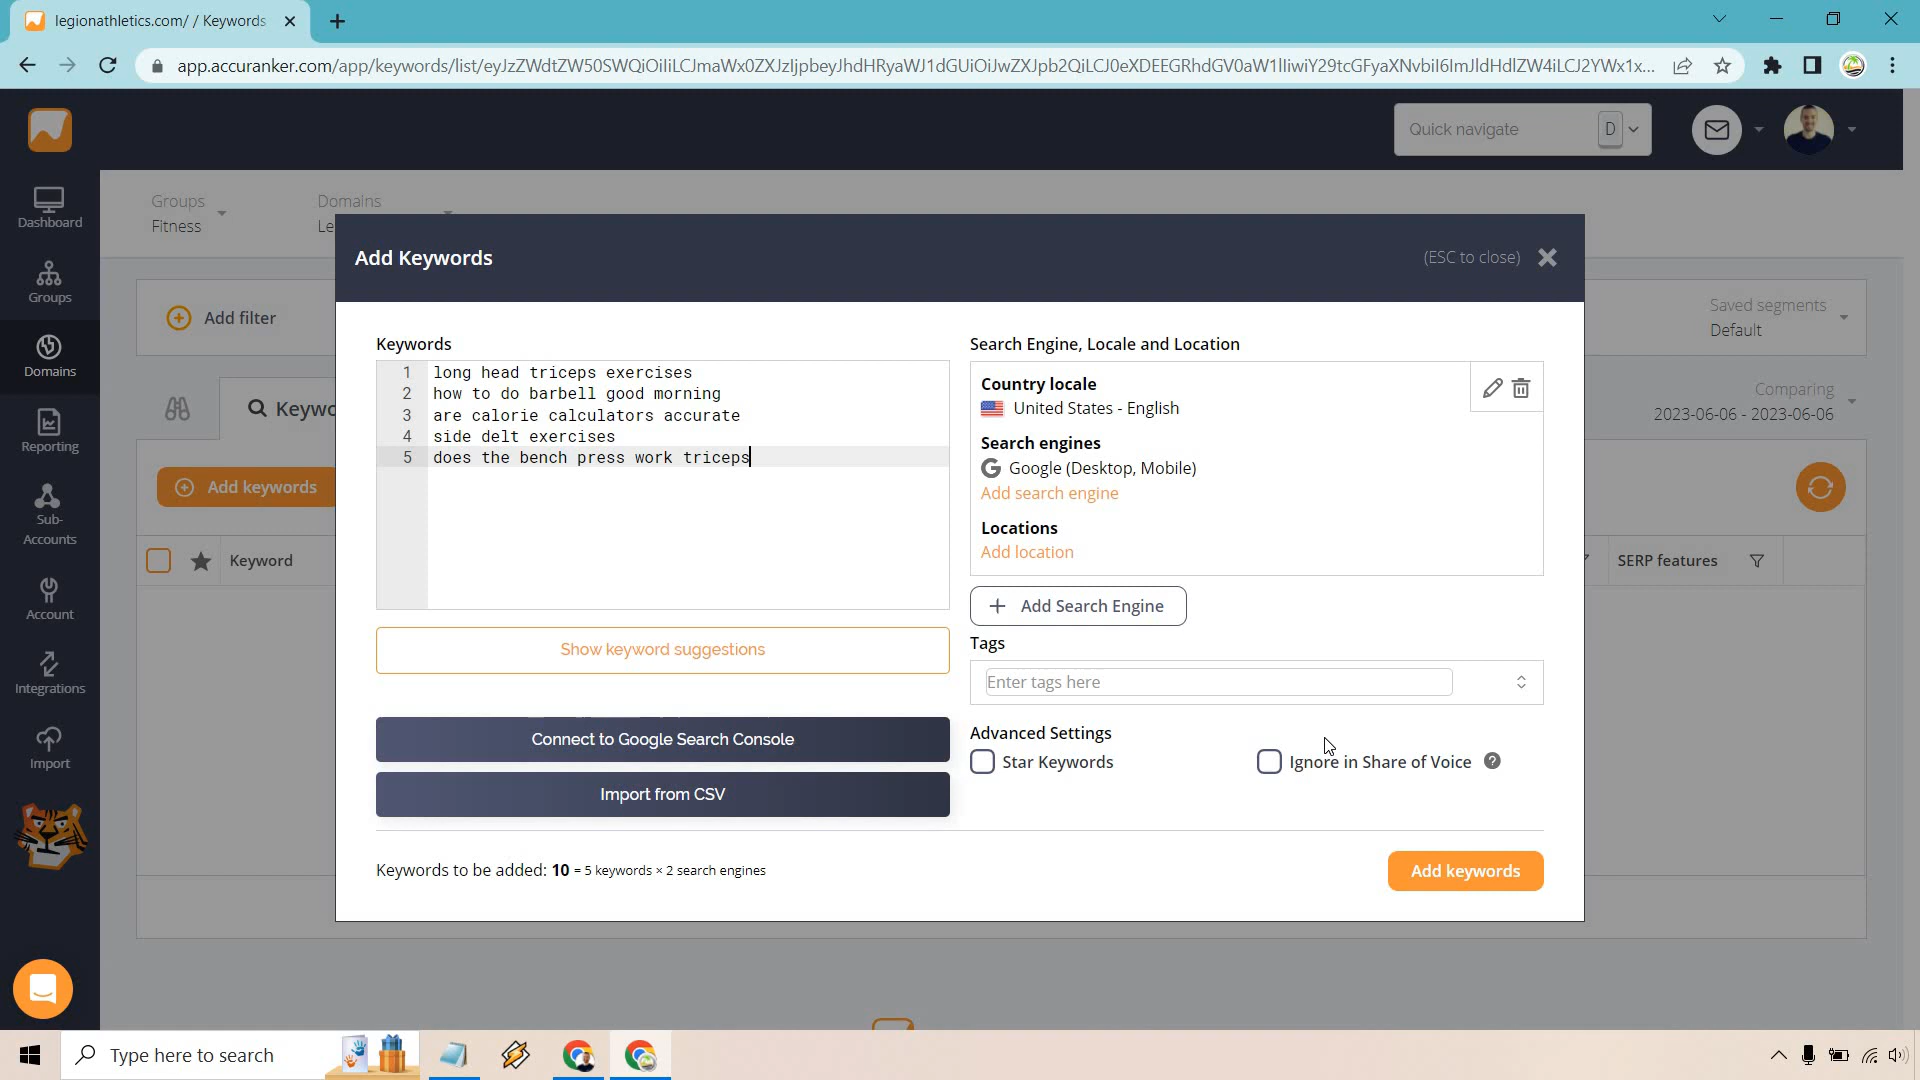 legionathletics.com/ / Keywords
app.accuranker.com/app/keywords/list/
Quick navigate
D
Dashboard
Groups
Domains
Reporting
Sub-
Accounts
Account
Integrations
Import
Groups
Fitness
Domains
Le
Add filter
Saved segments
Default
Keywo
Comparing
2023-06-06 - 2023-06-06
Add keywords
Keyword
SERP features
Add Keywords
(ESC to close)
Keywords
1 long head triceps exercises
2 how to do barbell good morning
3 are calorie calculators accurate
4 side delt exercises
5 does the bench press work triceps
Show keyword suggestions
Connect to Google Search Console
Import from CSV
Keywords to be added: 10 = 5 keywords × 2 search engines
Search Engine, Locale and Location
Country locale
United States - English
Search engines
Google (Desktop, Mobile)
Add search engine
Locations
Add location
Add Search Engine
Tags
Enter tags here
Advanced Settings
Star Keywords
Ignore in Share of Voice
Add keywords
Type here to search